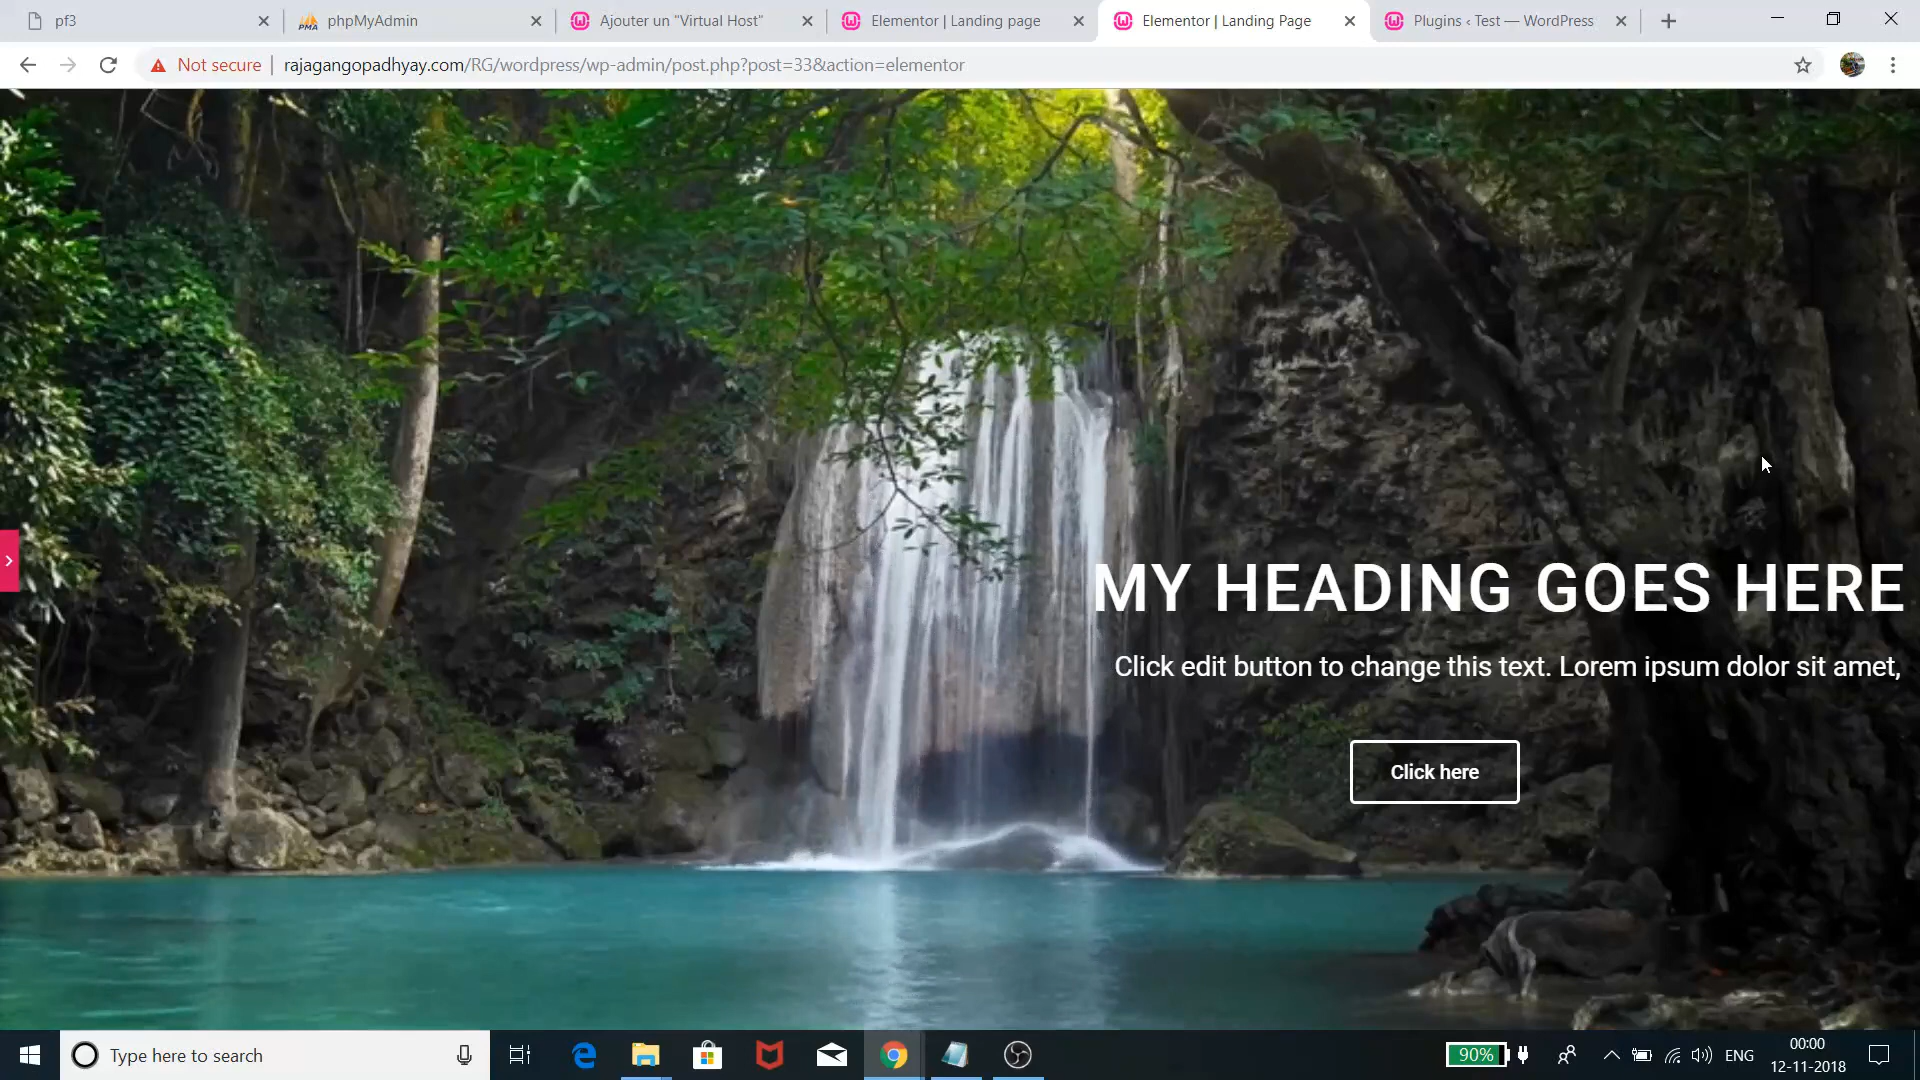 pf3
phpMyAdmin
Ajouter un "Virtual Host"
Elementor | Landing page
Elementor | Landing Page
Plugins ‹ Test — WordPress
Not secure | rajagangopadhyay.com/RG/wordpress/wp-admin/post.php?post=33&action=elementor
MY HEADING GOES HERE
Click edit button to change this text. Lorem ipsum dolor sit amet,
Click here
Type here to search
90%
ENG
00:00
12-11-2018